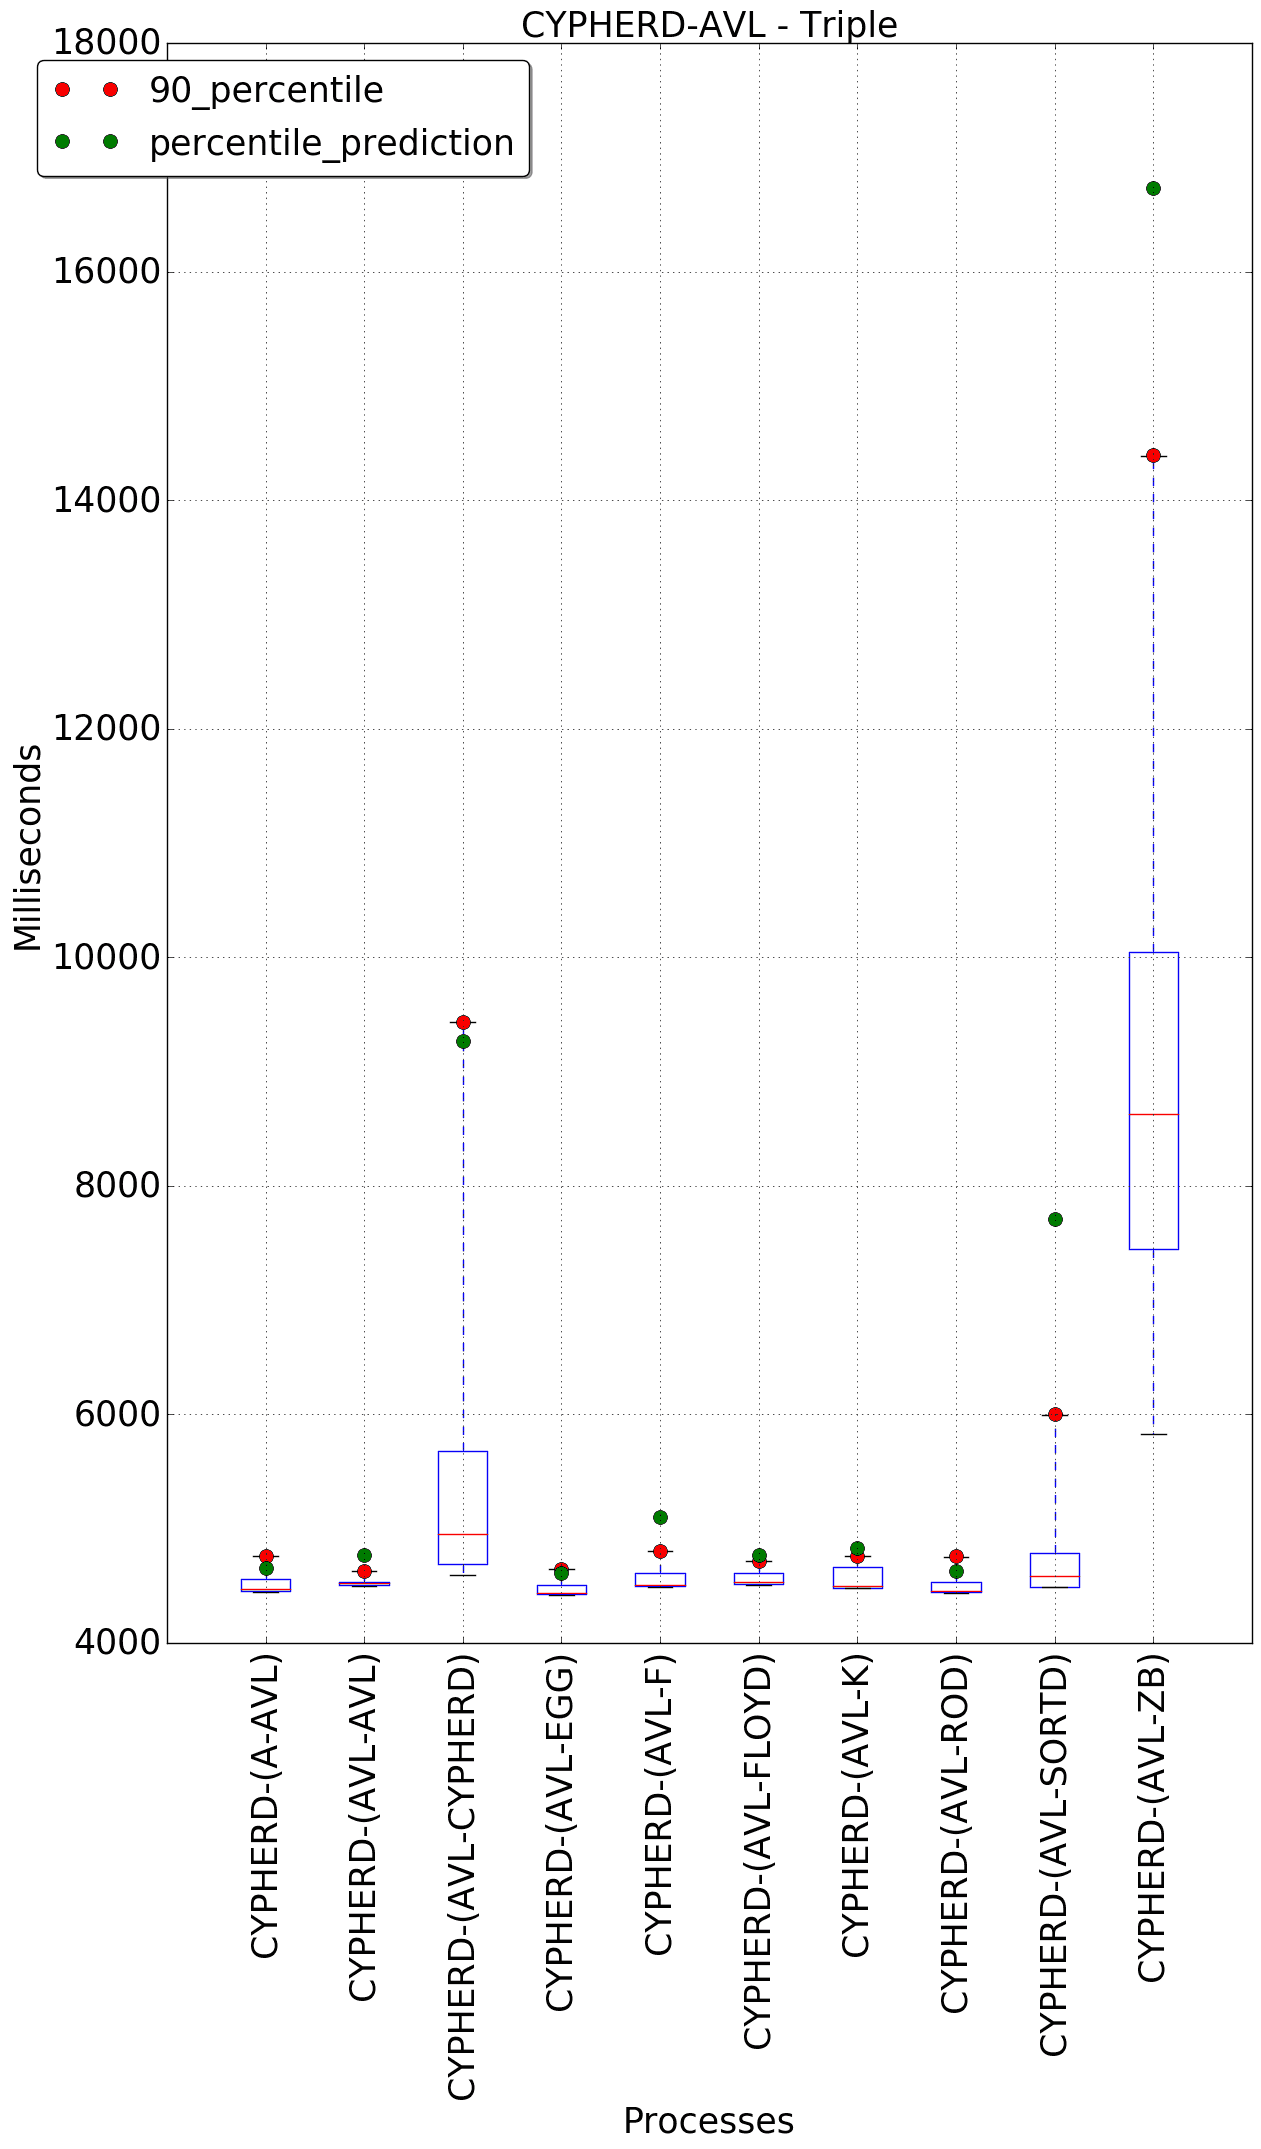 CYPHERD-AVL - Triple
90_percentile
percentile_prediction
18000
16000
14000
12000
10000
8000
6000
4000
Milliseconds
CYPHERD-(A-AVL)
CYPHERD-(AVL-AVL)
CYPHERD-(AVL-CYPHERD)
CYPHERD-(AVL-EGG)
CYPHERD-(AVL-F)
CYPHERD-(AVL-FLOYD)
CYPHERD-(AVL-K)
CYPHERD-(AVL-ROD)
CYPHERD-(AVL-SORTD)
CYPHERD-(AVL-ZB)
Processes